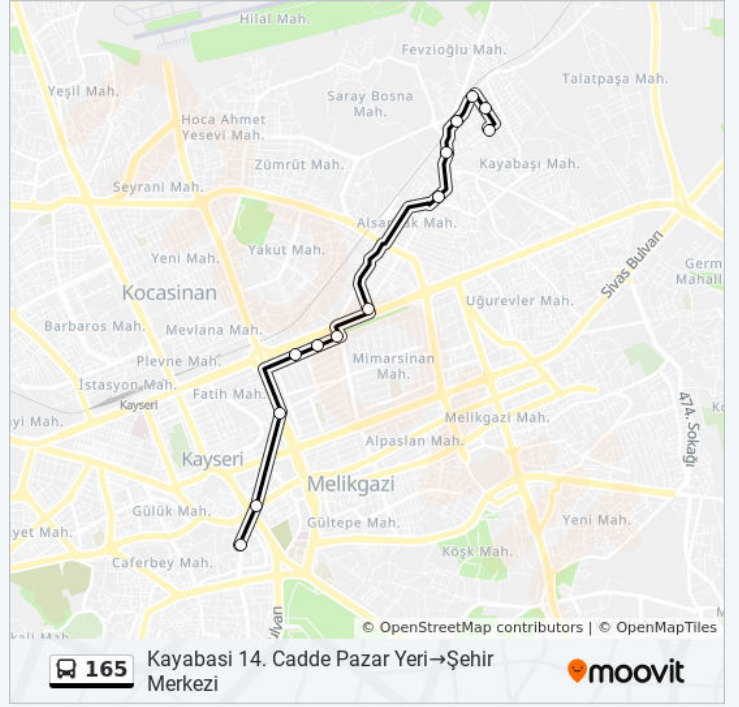 Hilal Mah.
Fevzioğlu Mah.
Talatpaşa Mah.
Yeşil Mah.
Saray Bosna
Mah.
Hoca Ahmet
Yesevi Mah.
Zümrüt Mah.
Kayabaşı Mah.
Seyrani Mah.
Mah.
Yakut Mah.
Yeni Mah.
Sivas Bulvarı
Germ
Mahall
Kocasinan
Uğurevler Mah.
Barbaros Mah.
Mevlana Mah.
Plevne Mah.
Mimarsinan
Mah.
İstasyon Mah.
Fatih Mah.
Kayseri
474. Sokağı
yi Mah.
Melikgazi Mah.
Alpaslan Mah.
Kayseri
Melikgazi
Gülük Mah.
Gültepe Mah.
Yeni Mah.
yet Mah.
Köşk Mah.
Caferbey Mah.
© OpenStreetMap contributors | © OpenMapTiles
165
Kayabasi 14. Cadde Pazar Yeri→Şehir
Merkezi
moovit